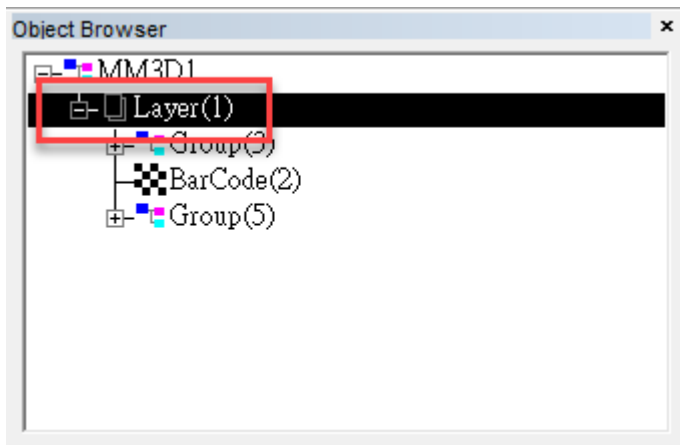 Object Browser
MM3D1
Layer(1)
Group(3)
BarCode(2)
Group(5)